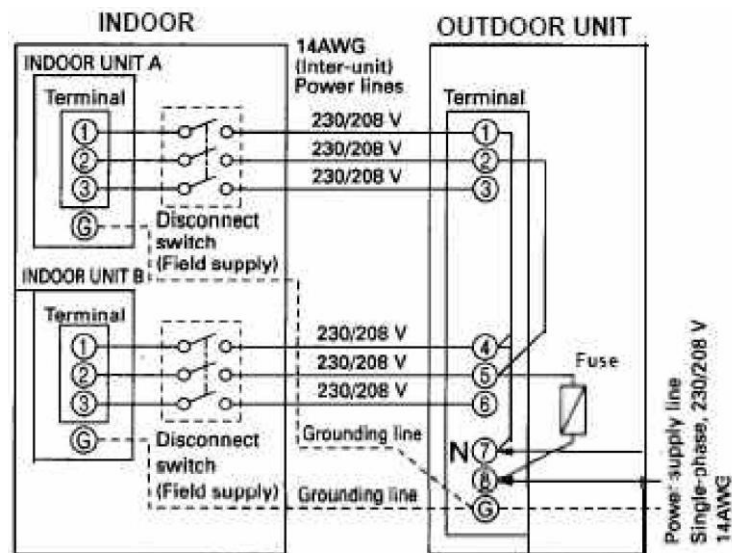 INDOOR
OUTDOOR UNIT
INDOOR UNIT A
14AWG
(Inter-unit)
Power lines
Terminal
Terminal
1
230/208 V
1
2
230/208 V
2
3
230/208 V
3
G
Disconnect
switch
(Field supply)
INDOOR UNIT B
Terminal
1
230/208 V
4
2
230/208 V
5
Fuse
3
230/208 V
6
G
Disconnect
switch
(Field supply)
Grounding line
N 7
8
Grounding line
G
Power supply line
Single-phase, 230/208 V
14AWG